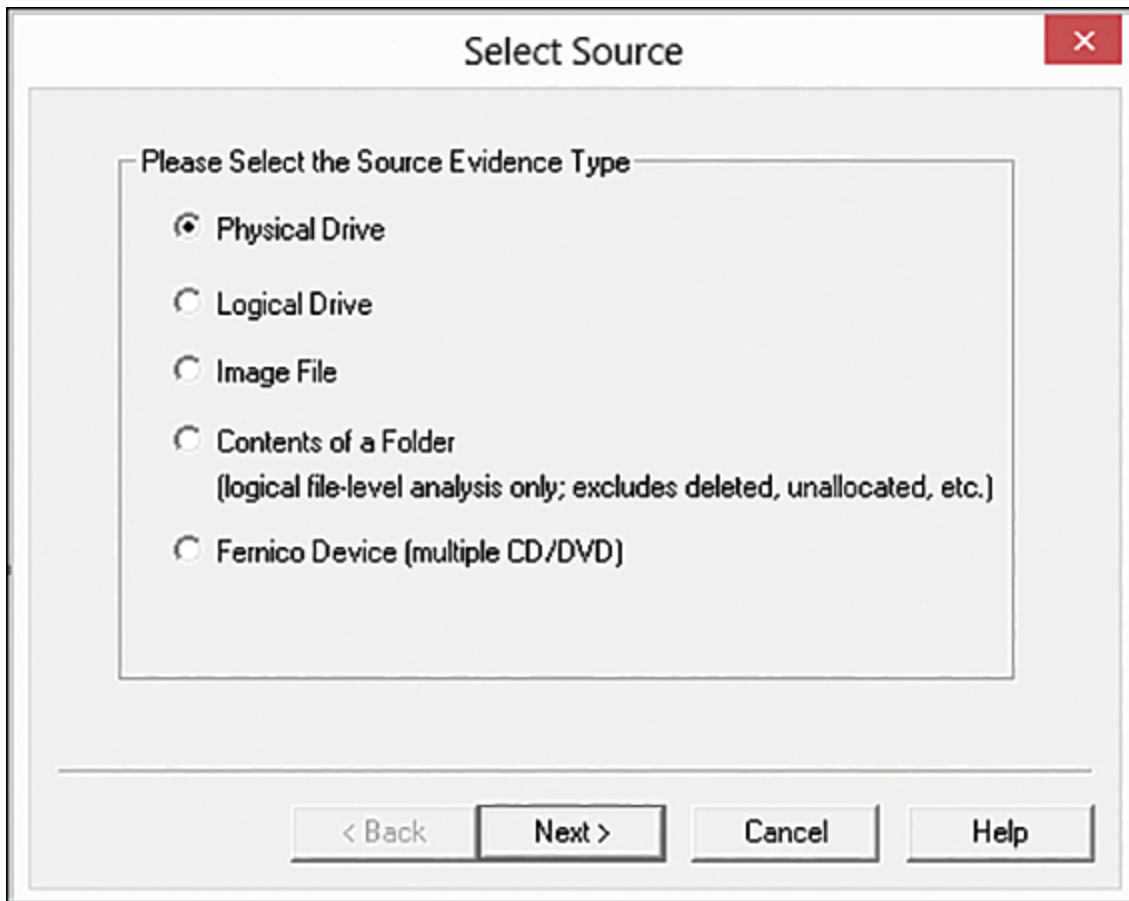 Select Source
Please Select the Source Evidence Type
Physical Drive
Logical Drive
Image File
Contents of a Folder
(logical file-level analysis only; excludes deleted, unallocated, etc.)
Fernico Device (multiple CD/DVD)
< Back Next > Cancel Help